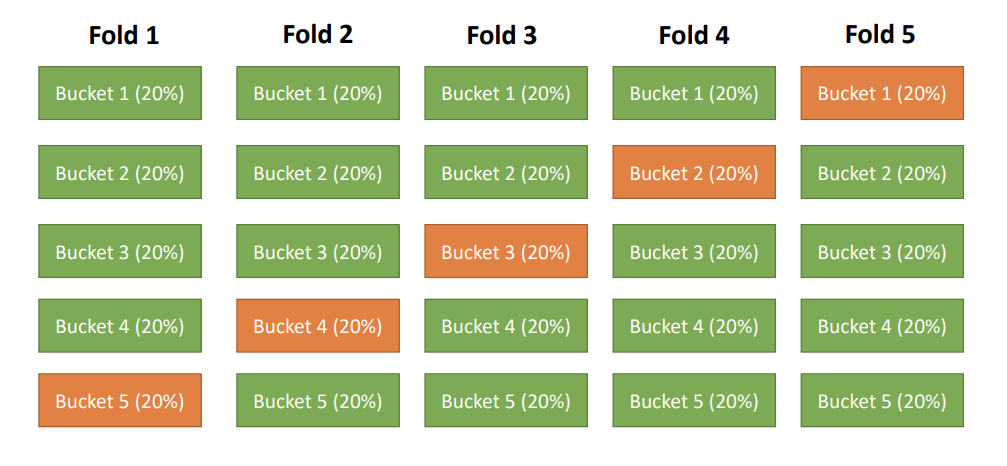 Fold 1 Fold 2 Fold 3 Fold 4 Fold 5
Bucket 1 (20%) Bucket 1 (20%) Bucket 1 (20%) Bucket 1 (20%) Bucket 1 (20%)
Bucket 2 (20%) Bucket 2 (20%) Bucket 2 (20%) Bucket 2 (20%) Bucket 2 (20%)
Bucket 3 (20%) Bucket 3 (20%) Bucket 3 (20%) Bucket 3 (20%) Bucket 3 (20%)
Bucket 4 (20%) Bucket 4 (20%) Bucket 4 (20%) Bucket 4 (20%) Bucket 4 (20%)
Bucket 5 (20%) Bucket 5 (20%) Bucket 5 (20%) Bucket 5 (20%) Bucket 5 (20%)